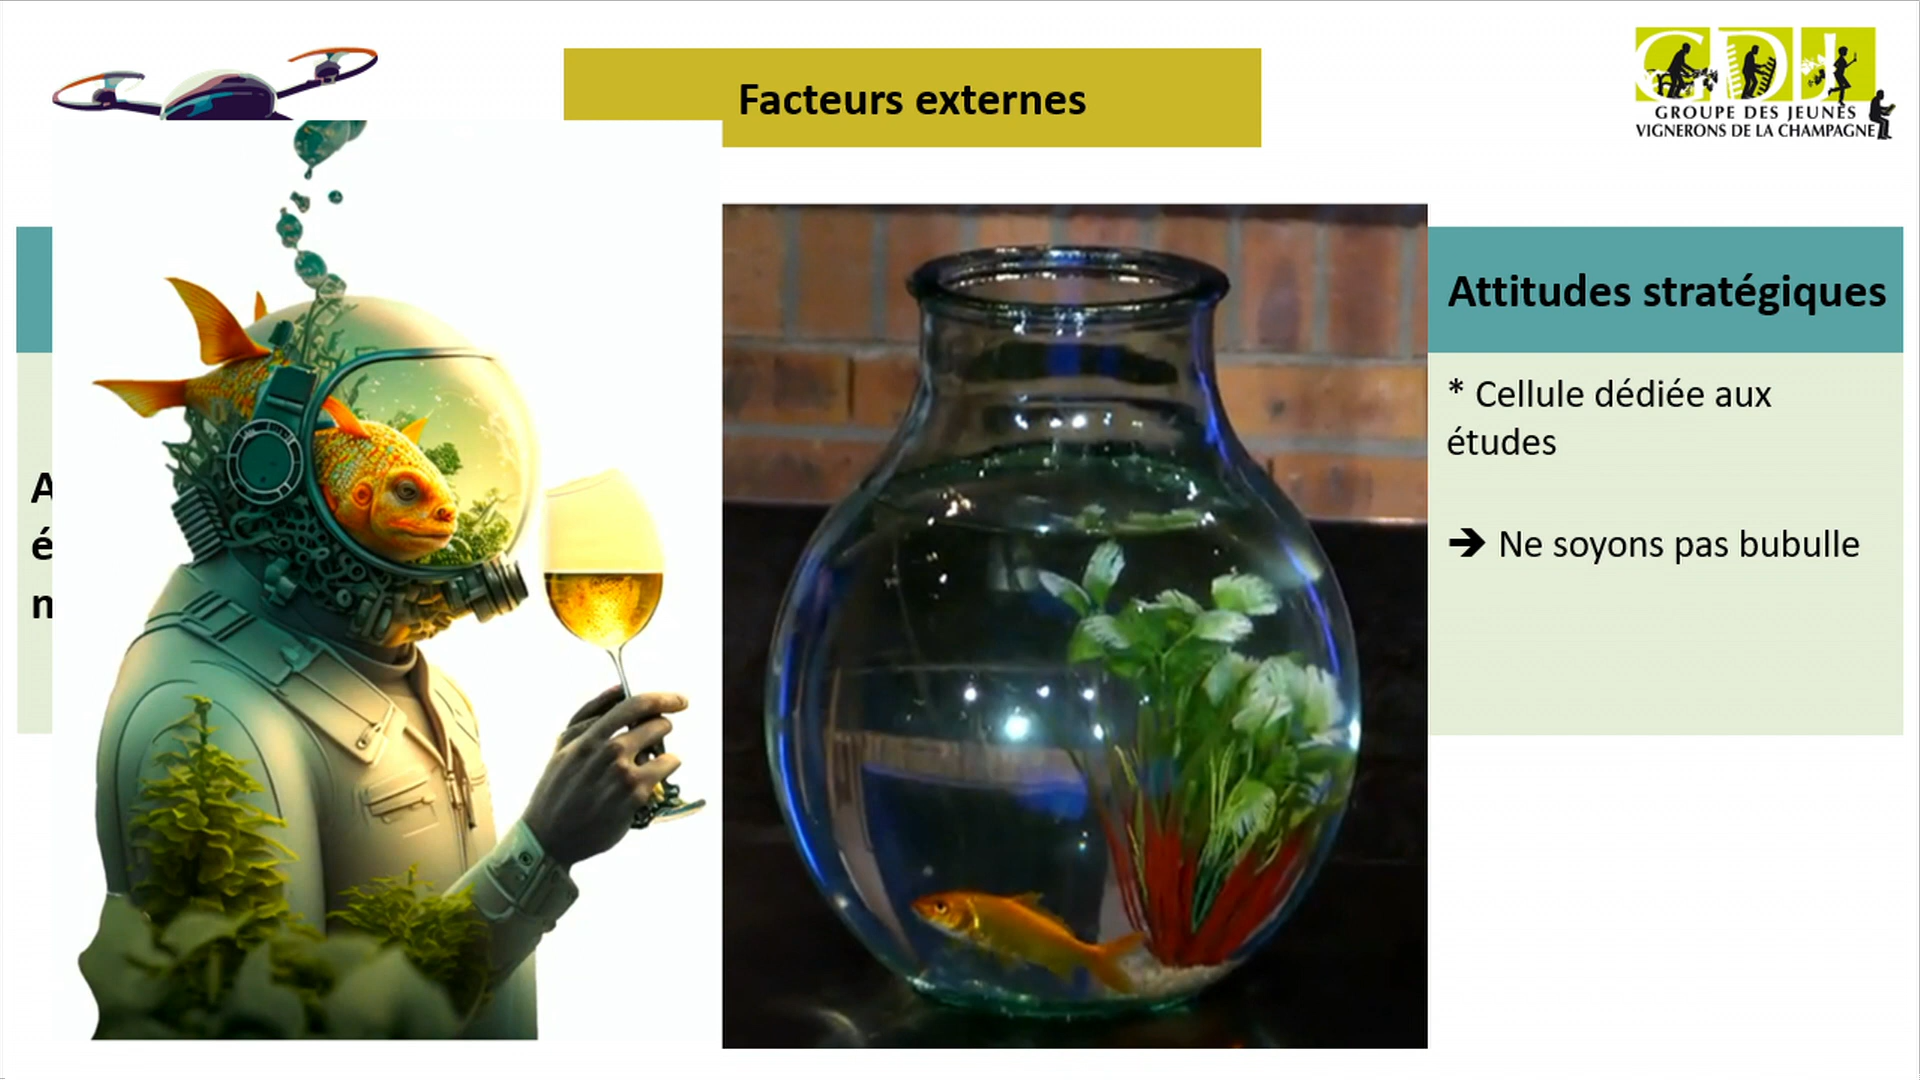 Facteurs externes
GDJ
GROUPE DES JEUNES
VIGNERONS DE LA CHAMPAGNE
Attitudes stratégiques
* Cellule dédiée aux
études
➔ Ne soyons pas bubulle
A
é